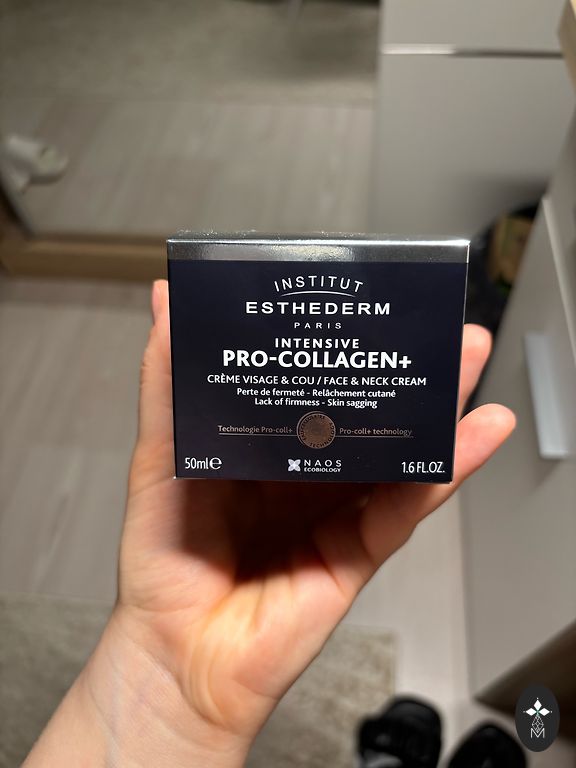 INSTITUT
ESTHEDERM
PARIS
INTENSIVE
PRO-COLLAGEN+
CRÈME VISAGE & COU / FACE & NECK CREAM
Perte de fermeté - Relâchement cutané
Lack of firmness - Skin sagging
Technologie Pro-coll+ Pro-coll+ technology
50ml℮ NAOS 1.6 FL.OZ.
ECOBIOLOGY
M